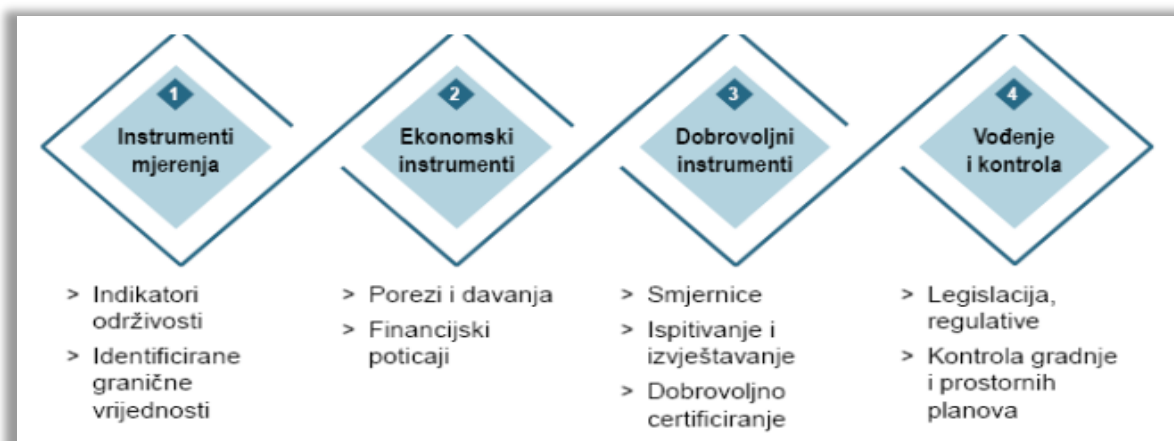 1
Instrumenti
mjerenja
> Indikatori
održivosti
> Identificirane
granične
vrijednosti
2
Ekonomski
instrumenti
> Porezi i davanja
> Financijski
poticaji
3
Dobrovoljni
instrumenti
> Smjernice
> Ispitivanje i
izvještavanje
> Dobrovoljno
certificiranje
4
Vođenje
i kontrola
> Legislacija,
regulative
> Kontrola gradnje
i prostornih
planova